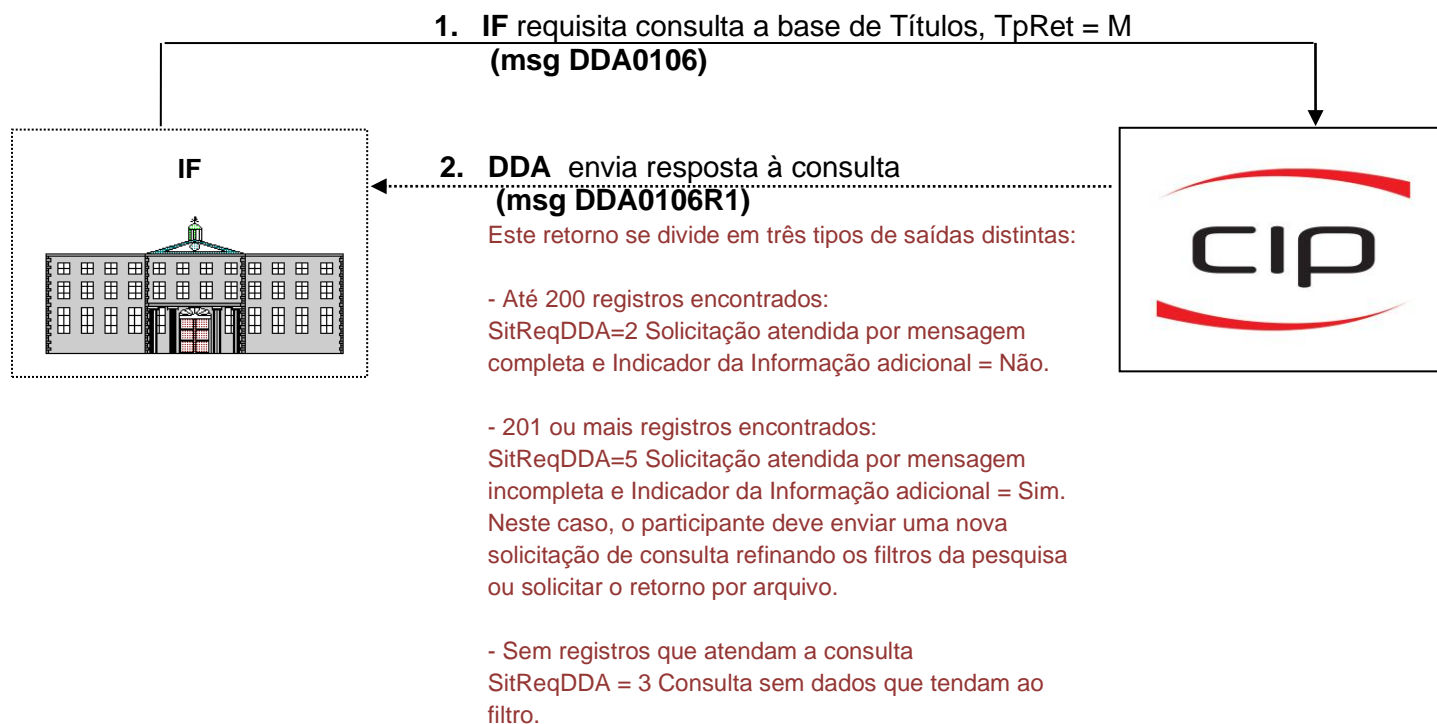 1. IF requisita consulta a base de Títulos, TpRet = M
(msg DDA0106)
IF
2. DDA envia resposta à consulta
(msg DDA0106R1)
Este retorno se divide em três tipos de saídas distintas:
- Até 200 registros encontrados:
SitReqDDA=2 Solicitação atendida por mensagem
completa e Indicador da Informação adicional = Não.
- 201 ou mais registros encontrados:
SitReqDDA=5 Solicitação atendida por mensagem
incompleta e Indicador da Informação adicional = Sim.
Neste caso, o participante deve enviar uma nova
solicitação de consulta refinando os filtros da pesquisa
ou solicitar o retorno por arquivo.
- Sem registros que atendam a consulta
SitReqDDA = 3 Consulta sem dados que tendam ao
filtro.
cip